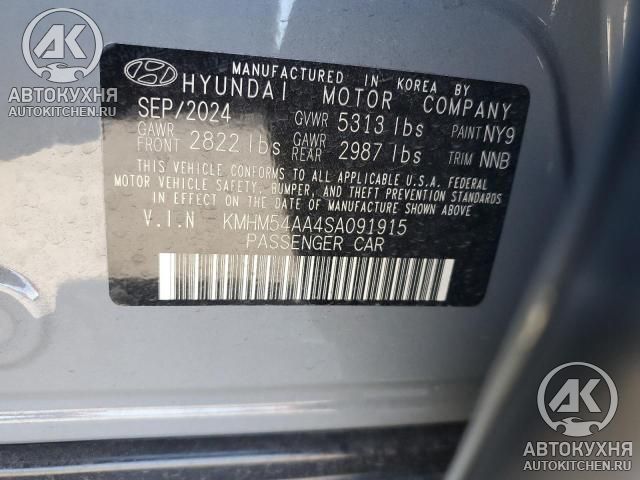 MANUFACTURED IN KOREA BY
HYUNDAI MOTOR COMPANY
SEP/2024 GVWR 5313 lbs PAINT NY9
GAWR FRONT 2822 lbs GAWR REAR 2987 lbs TRIM NNB
THIS VEHICLE CONFORMS TO ALL APPLICABLE U.S.A. FEDERAL
MOTOR VEHICLE SAFETY, BUMPER, AND THEFT PREVENTION STANDARDS
IN EFFECT ON THE DATE OF MANUFACTURE SHOWN ABOVE.
V.I.N KMHM54AA4SA091915
PASSENGER CAR
АК
АВТОКУХНЯ
AUTOKITCHEN.RU
АК
АВТОКУХНЯ
AUTOKITCHEN.RU